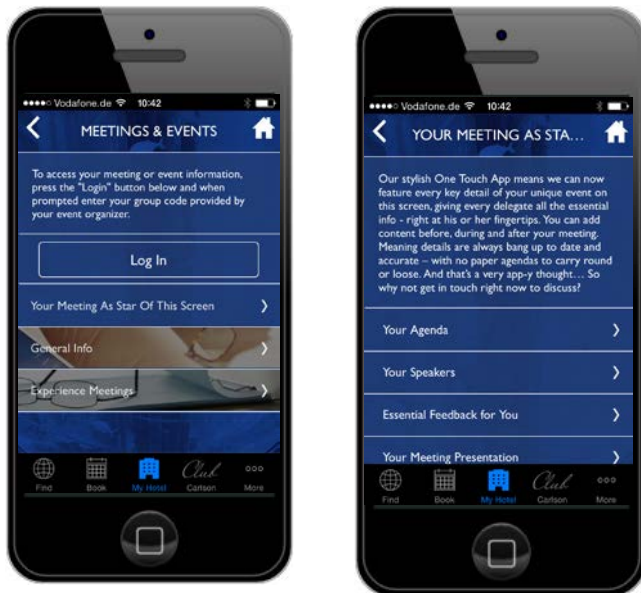 Vodafone.de 10:42
MEETINGS & EVENTS
To access your meeting or event information,
press the "Login" button below and when
prompted enter your group code provided by
your event organizer.
Log In
Your Meeting As Star Of This Screen
General Info
Experience Meetings
Find Book My Hotel Club Carlson More
Vodafone.de 10:42
YOUR MEETING AS STA...
Our stylish One Touch App means we can now
feature every key detail of your unique event on
this screen, giving every delegate all the essential
info - right at his or her fingertips. You can add
content before, during and after your meeting.
Meaning details are always bang up to date and
accurate – with no paper agendas to carry round
or loose. And that's a very app-y thought… So
why not get in touch right now to discuss?
Your Agenda
Your Speakers
Essential Feedback for You
Your Meeting Presentation
Find Book My Hotel Club Carlson More